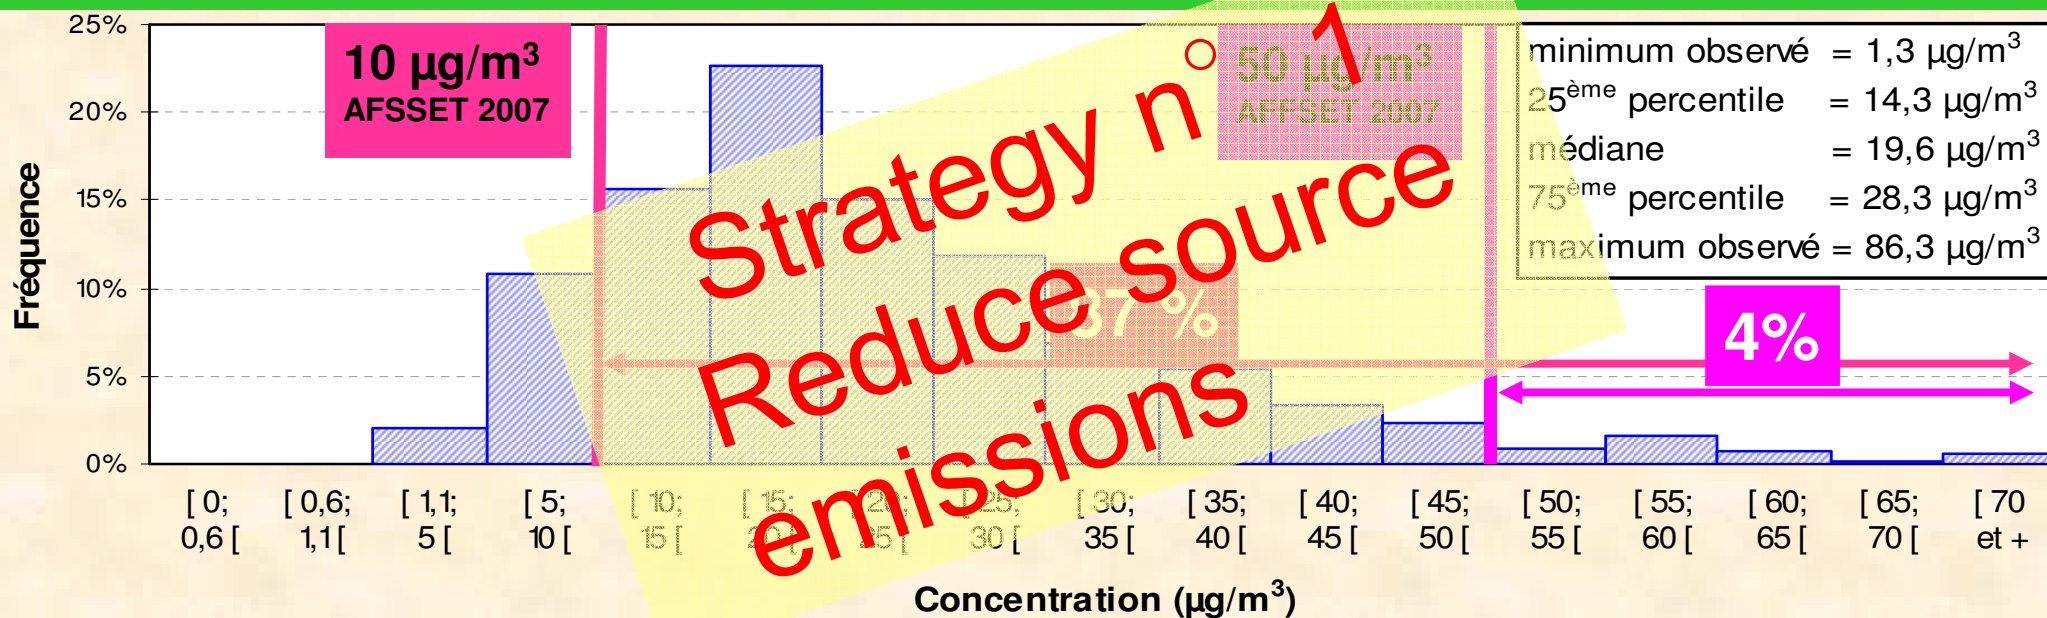 25%
20%
15%
10%
5%
0%
Fréquence
10 µg/m³
AFSSET 2007
50 µg/m³
AFFSET 2007
minimum observé = 1,3 µg/m³
25ème percentile = 14,3 µg/m³
médiane = 19,6 µg/m³
75ème percentile = 28,3 µg/m³
maximum observé = 86,3 µg/m³
Strategy n° 1
Reduce source
emissions
87 %
4%
[ 0; [ 0,6; [ 1,1; [ 5; [ 10; [ 15; [ 20; [ 25; [ 30; [ 35; [ 40; [ 45; [ 50; [ 55; [ 60; [ 65; [ 70
0,6 [ 1,1 [ 5 [ 10 [ 15 [ 20 [ 25 [ 30 [ 35 [ 40 [ 45 [ 50 [ 55 [ 60 [ 65 [ 70 [ et +
Concentration (µg/m³)